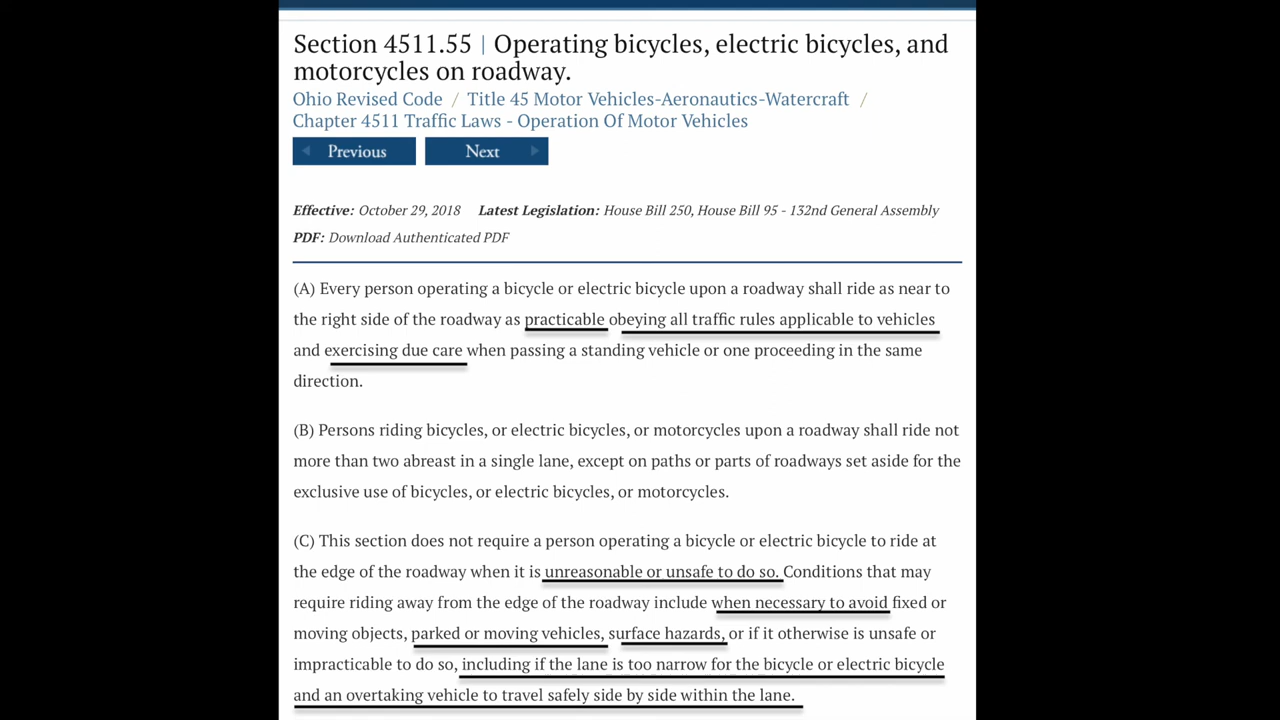 Section 4511.55 | Operating bicycles, electric bicycles, and
motorcycles on roadway.
Ohio Revised Code / Title 45 Motor Vehicles-Aeronautics-Watercraft /
Chapter 4511 Traffic Laws - Operation Of Motor Vehicles
Previous Next
Effective: October 29, 2018 Latest Legislation: House Bill 250, House Bill 95 - 132nd General Assembly
PDF: Download Authenticated PDF
(A) Every person operating a bicycle or electric bicycle upon a roadway shall ride as near to
the right side of the roadway as practicable obeying all traffic rules applicable to vehicles
and exercising due care when passing a standing vehicle or one proceeding in the same
direction.
(B) Persons riding bicycles, or electric bicycles, or motorcycles upon a roadway shall ride not
more than two abreast in a single lane, except on paths or parts of roadways set aside for the
exclusive use of bicycles, or electric bicycles, or motorcycles.
(C) This section does not require a person operating a bicycle or electric bicycle to ride at
the edge of the roadway when it is unreasonable or unsafe to do so. Conditions that may
require riding away from the edge of the roadway include when necessary to avoid fixed or
moving objects, parked or moving vehicles, surface hazards, or if it otherwise is unsafe or
impracticable to do so, including if the lane is too narrow for the bicycle or electric bicycle
and an overtaking vehicle to travel safely side by side within the lane.